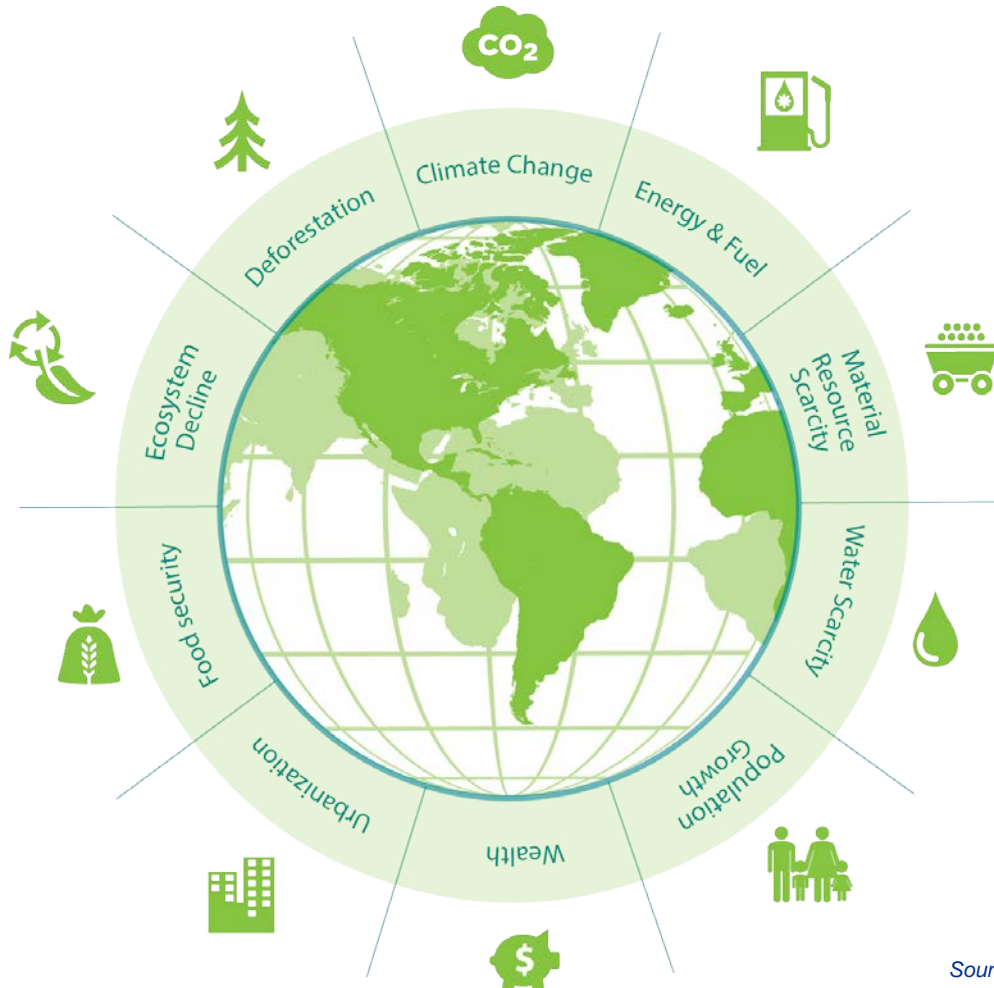 CO2
Climate Change
Energy & Fuel
Material
Resource
Scarcity
Water Scarcity
Population
Growth
Wealth
$
Urbanization
Food security
Ecosystem
Decline
Deforestation
Sour